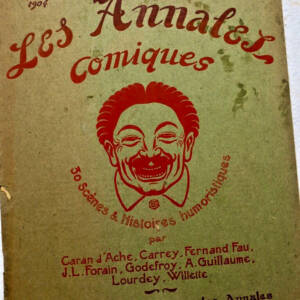 1904
LES Annales
comiques
30 Scènes & Histoires humoristiques
par
Caran d'Ache, Carrey, Fernand Fau,
J.L. Forain, Godefroy, A. Guillaume,
Lourdey, Willette
Annales